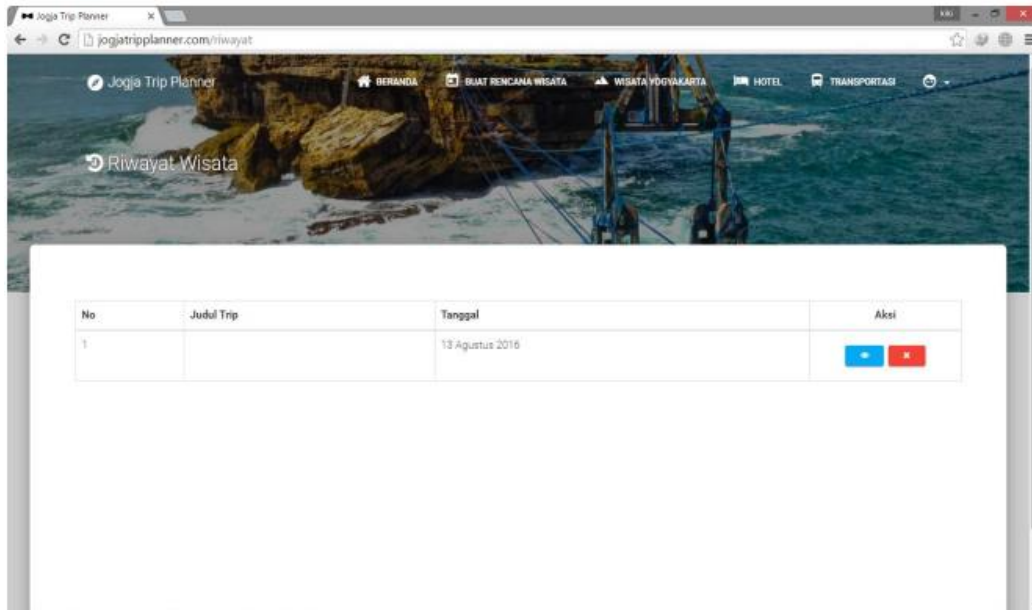 Jogja Trip Planner
jogjatripplanner.com/riwayat
Jogja Trip Planner BERANDA BUAT RENCANA WISATA WISATA YOGYAKARTA HOTEL TRANSPORTASI
Riwayat Wisata
No Judul Trip Tanggal Aksi
1 13 Agustus 2016